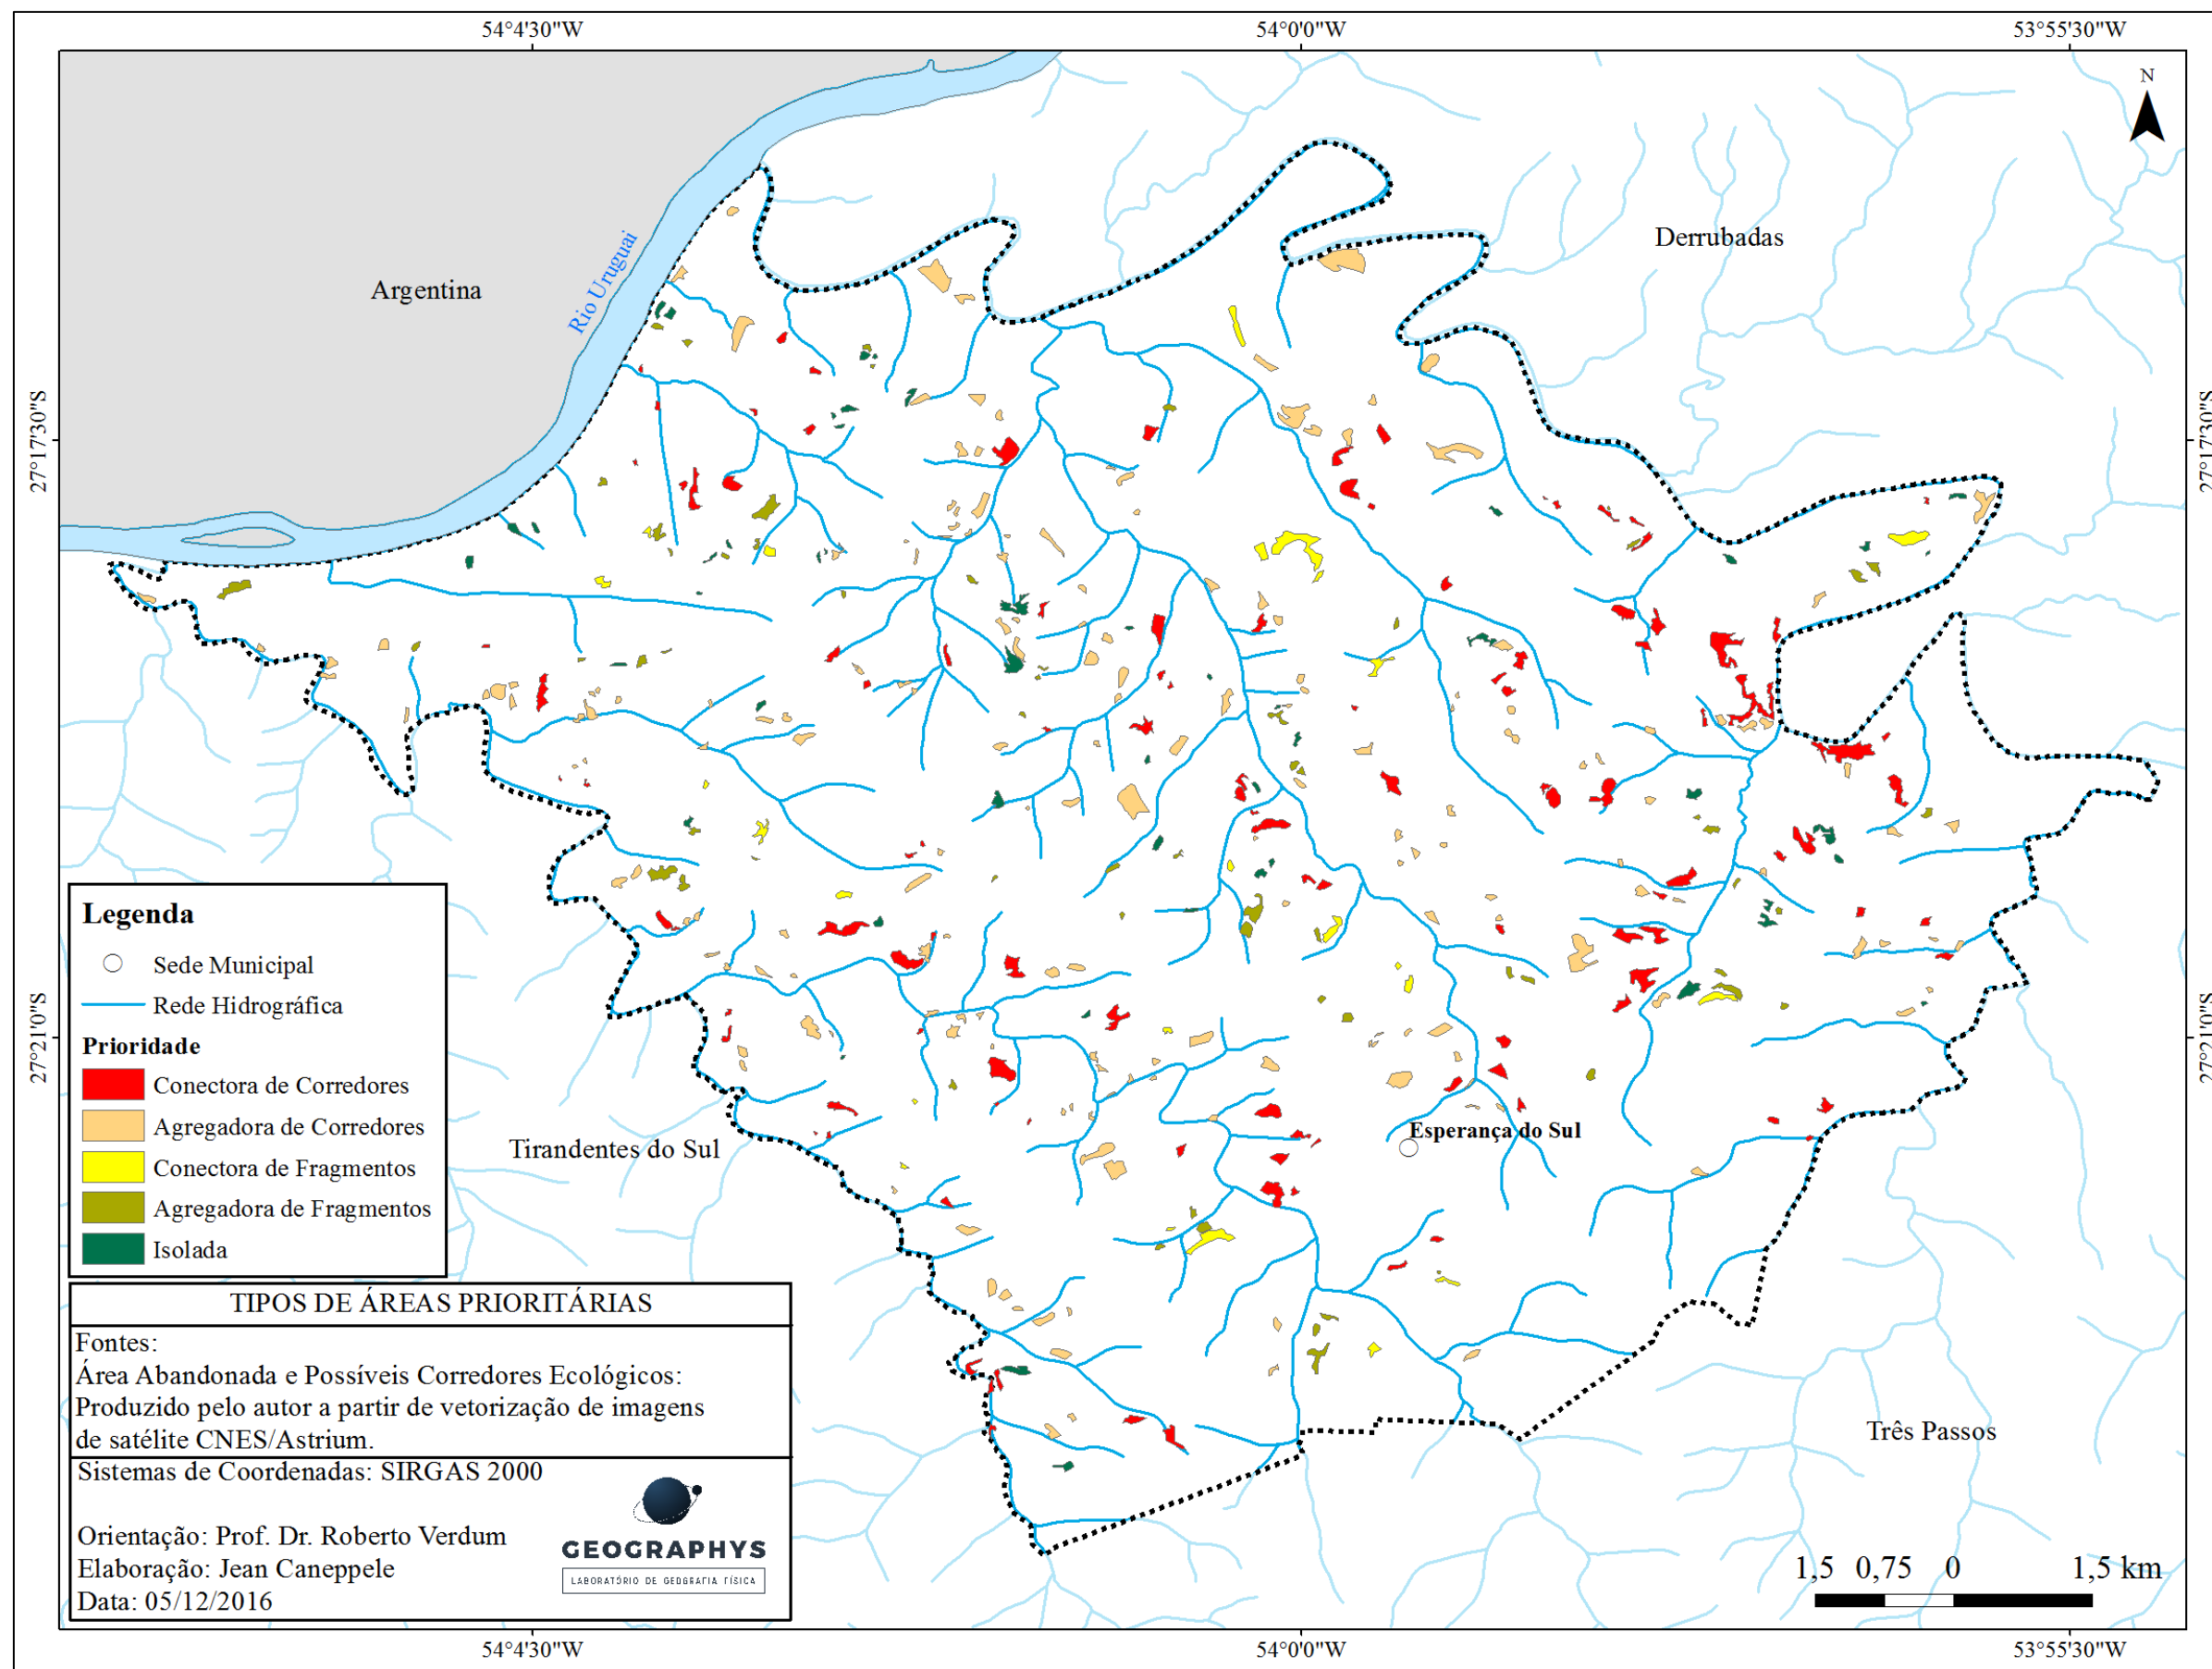 54°4'30"W
54°0'0"W
53°55'30"W
N
Derrubadas
Argentina
Rio Uruguai
27°17'30"S
27°17'30"S
Legenda
Sede Municipal
Rede Hidrográfica
Prioridade
Conectora de Corredores
Agregadora de Corredores
Conectora de Fragmentos
Agregadora de Fragmentos
Isolada
27°21'0"S
27°21'0"S
Tirandentes do Sul
Esperança do Sul
TIPOS DE ÁREAS PRIORITÁRIAS
Fontes:
Área Abandonada e Possíveis Corredores Ecológicos:
Produzido pelo autor a partir de vetorização de imagens
de satélite CNES/Astrium.
Três Passos
Sistemas de Coordenadas: SIRGAS 2000
Orientação: Prof. Dr. Roberto Verdum
Elaboração: Jean Caneppele
Data: 05/12/2016
GEOGRAPHYS
LABORATÓRIO DE GEOGRAFIA FÍSICA
1,5 0,75 0 1,5 km
54°4'30"W
54°0'0"W
53°55'30"W